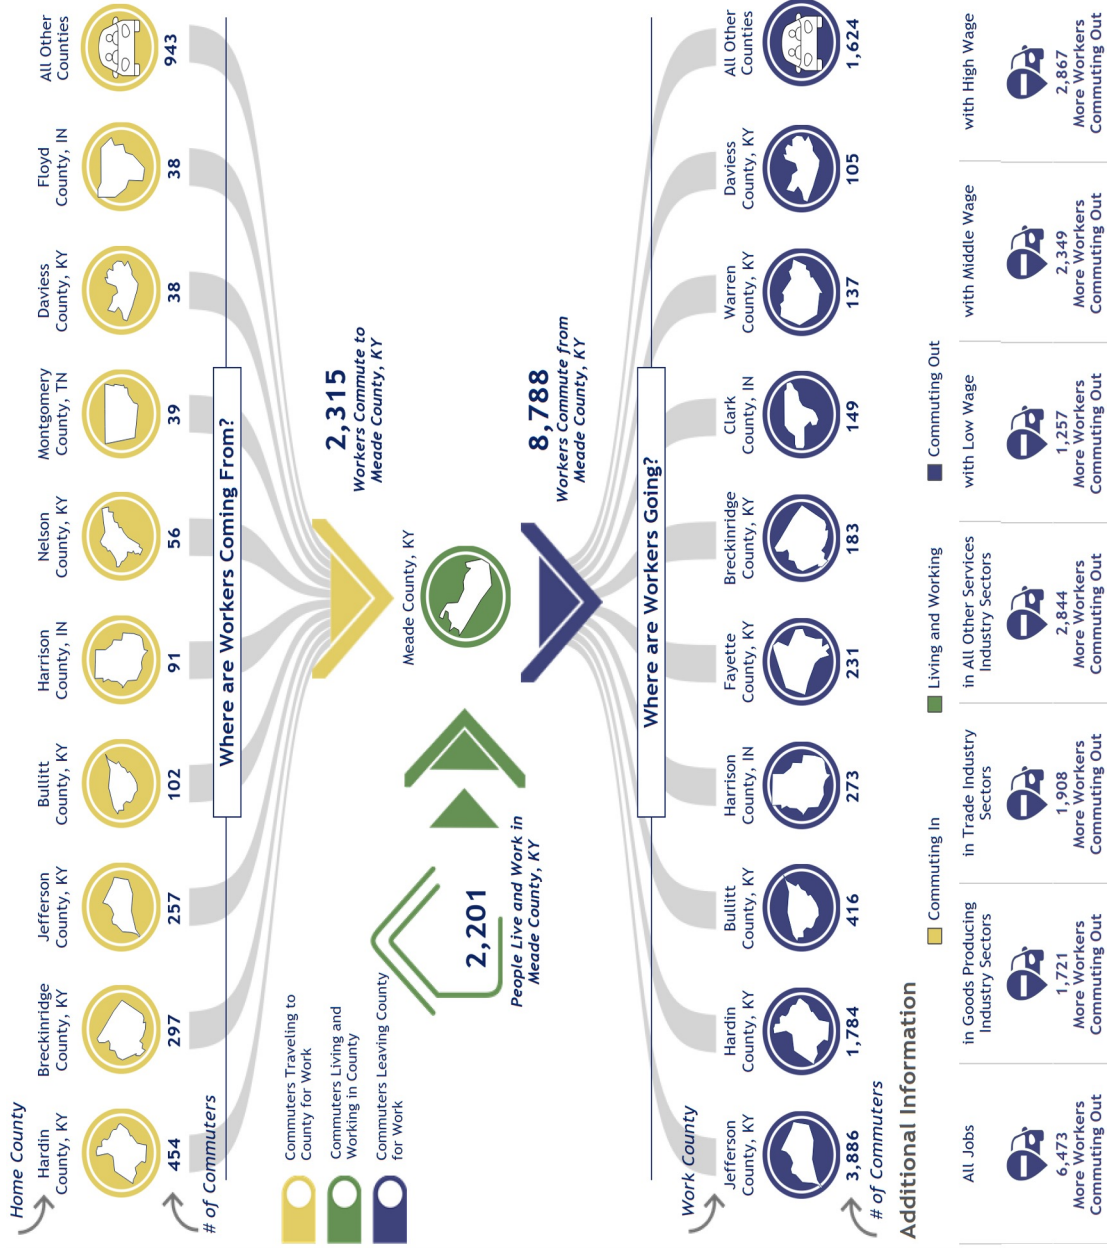 Home County
Hardin
County, KY
454
Breckinridge
County, KY
297
Jefferson
County, KY
257
Bullitt
County, KY
102
Harrison
County, IN
91
Nelson
County, KY
56
Montgomery
County, TN
39
Daviess
County, KY
38
Floyd
County, IN
38
All Other
Counties
943
# of Commuters
Where are Workers Coming From?
Commuters Traveling to
County for Work
Commuters Living and
Working in County
Commuters Leaving County
for Work
2,315
Workers Commute to
Meade County, KY
Meade County, KY
2,201
People Live and Work in
Meade County, KY
8,788
Workers Commute from
Meade County, KY
Where are Workers Going?
Work County
Jefferson
County, KY
3,886
Hardin
County, KY
1,784
Bullitt
County, KY
416
Harrison
County, IN
273
Fayette
County, KY
231
Breckinridge
County, KY
183
Clark
County, IN
149
Warren
County, KY
137
Daviess
County, KY
105
All Other
Counties
1,624
# of Commuters
Additional Information
Commuting In
Living and Working
Commuting Out
All Jobs
6,473
More Workers
Commuting Out
in Goods Producing
Industry Sectors
1,721
More Workers
Commuting Out
in Trade Industry
Sectors
1,908
More Workers
Commuting Out
in All Other Services
Industry Sectors
2,844
More Workers
Commuting Out
with Low Wage
1,257
More Workers
Commuting Out
with Middle Wage
2,349
More Workers
Commuting Out
with High Wage
2,867
More Workers
Commuting Out